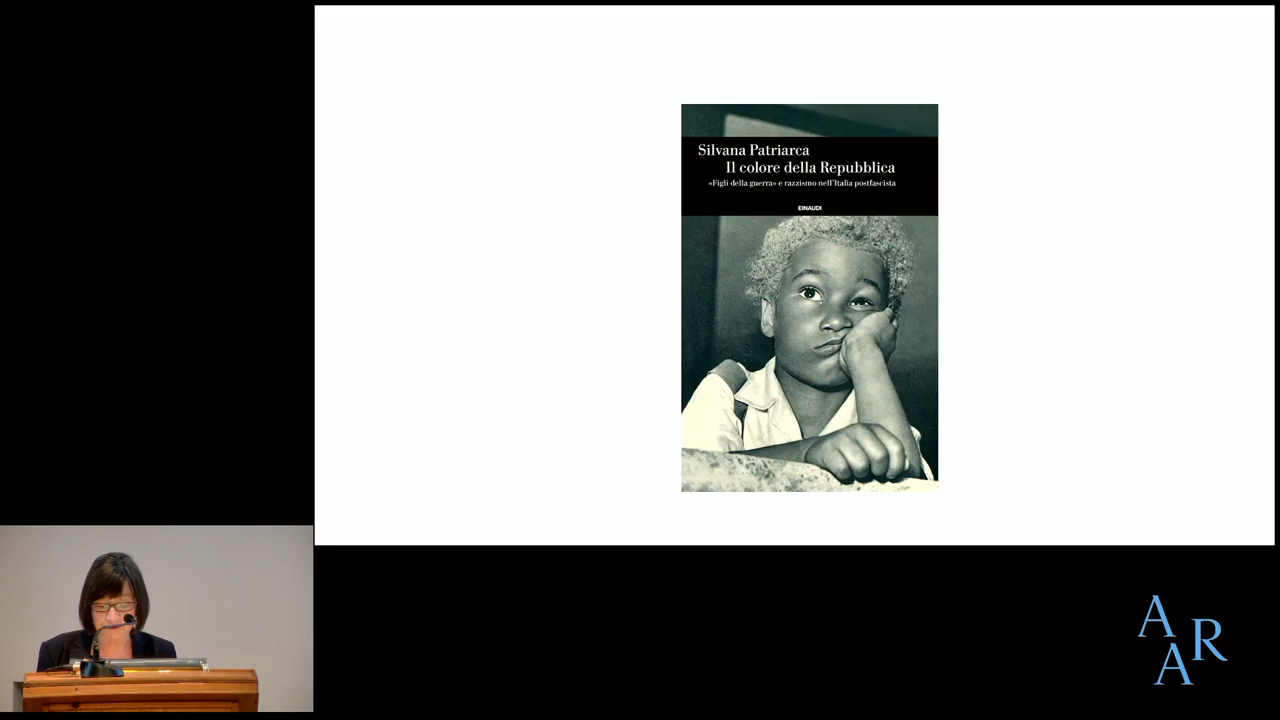 Silvana Patriarca
Il colore della Repubblica
«Figli della guerra» e razzismo nell'Italia postfascista
EINAUDI
A
R
A